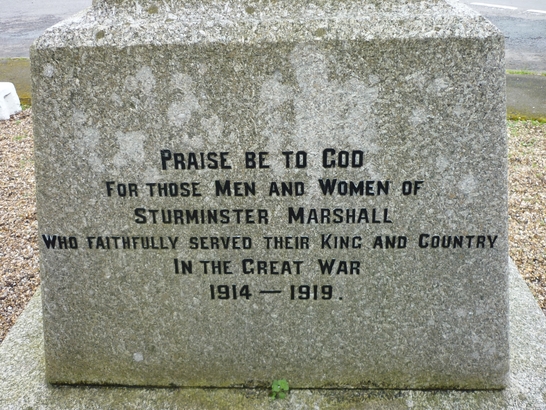 Praise be to God
For those Men and Women of
Sturminster Marshall
Who faithfully served their King and Country
In the Great War
1914 — 1919.